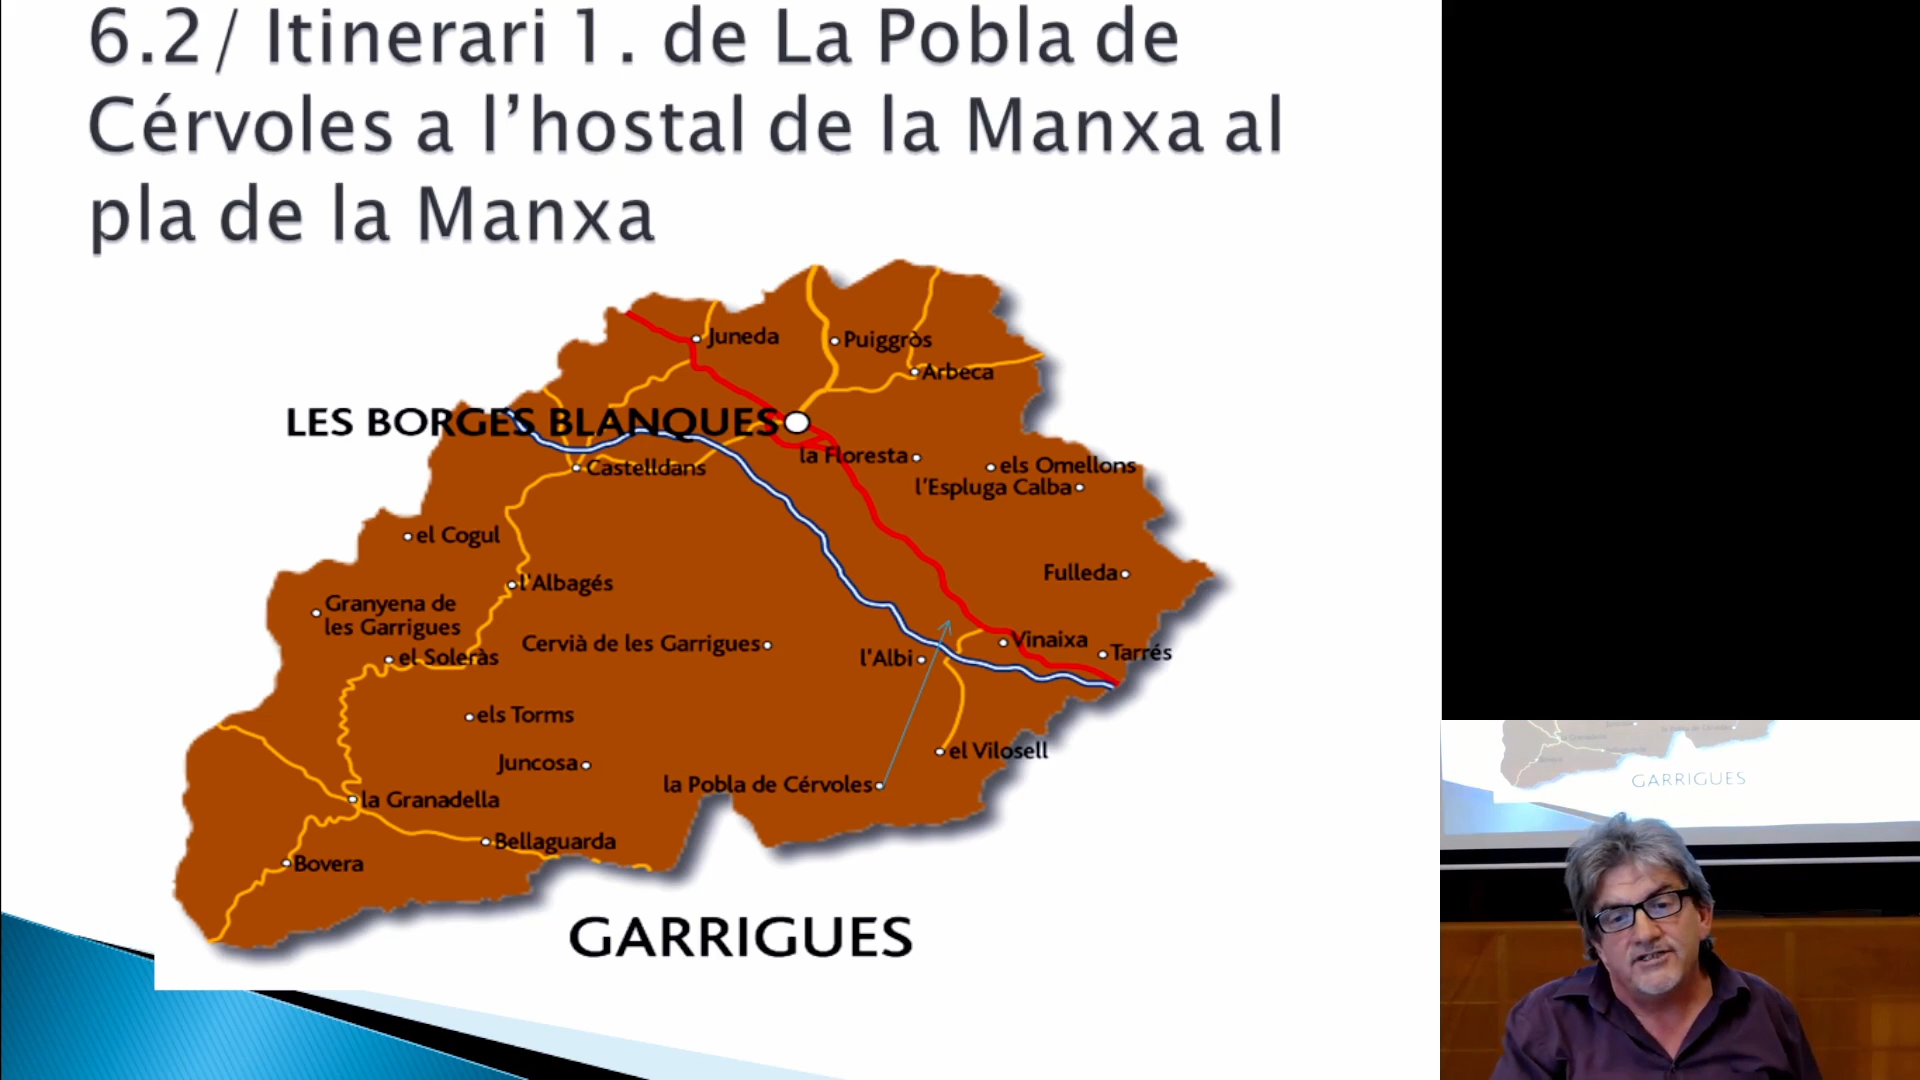 6.2/ Itinerari 1. de La Pobla de
Cérvoles a l’hostal de la Manxa al
pla de la Manxa
Juneda
Puiggròs
Arbeca
LES BORGES BLANQUES
la Floresta
els Omellons
Castelldans
l'Espluga Calba
el Cogul
Fulleda
l'Albagés
Granyena de
les Garrigues
Cervià de les Garrigues
Vinaixa
Tarrés
el Soleràs
l'Albi
els Torms
el Vilosell
Juncosa
la Pobla de Cérvoles
la Granadella
Bellaguarda
Bovera
GARRIGUES
GARRIGUES